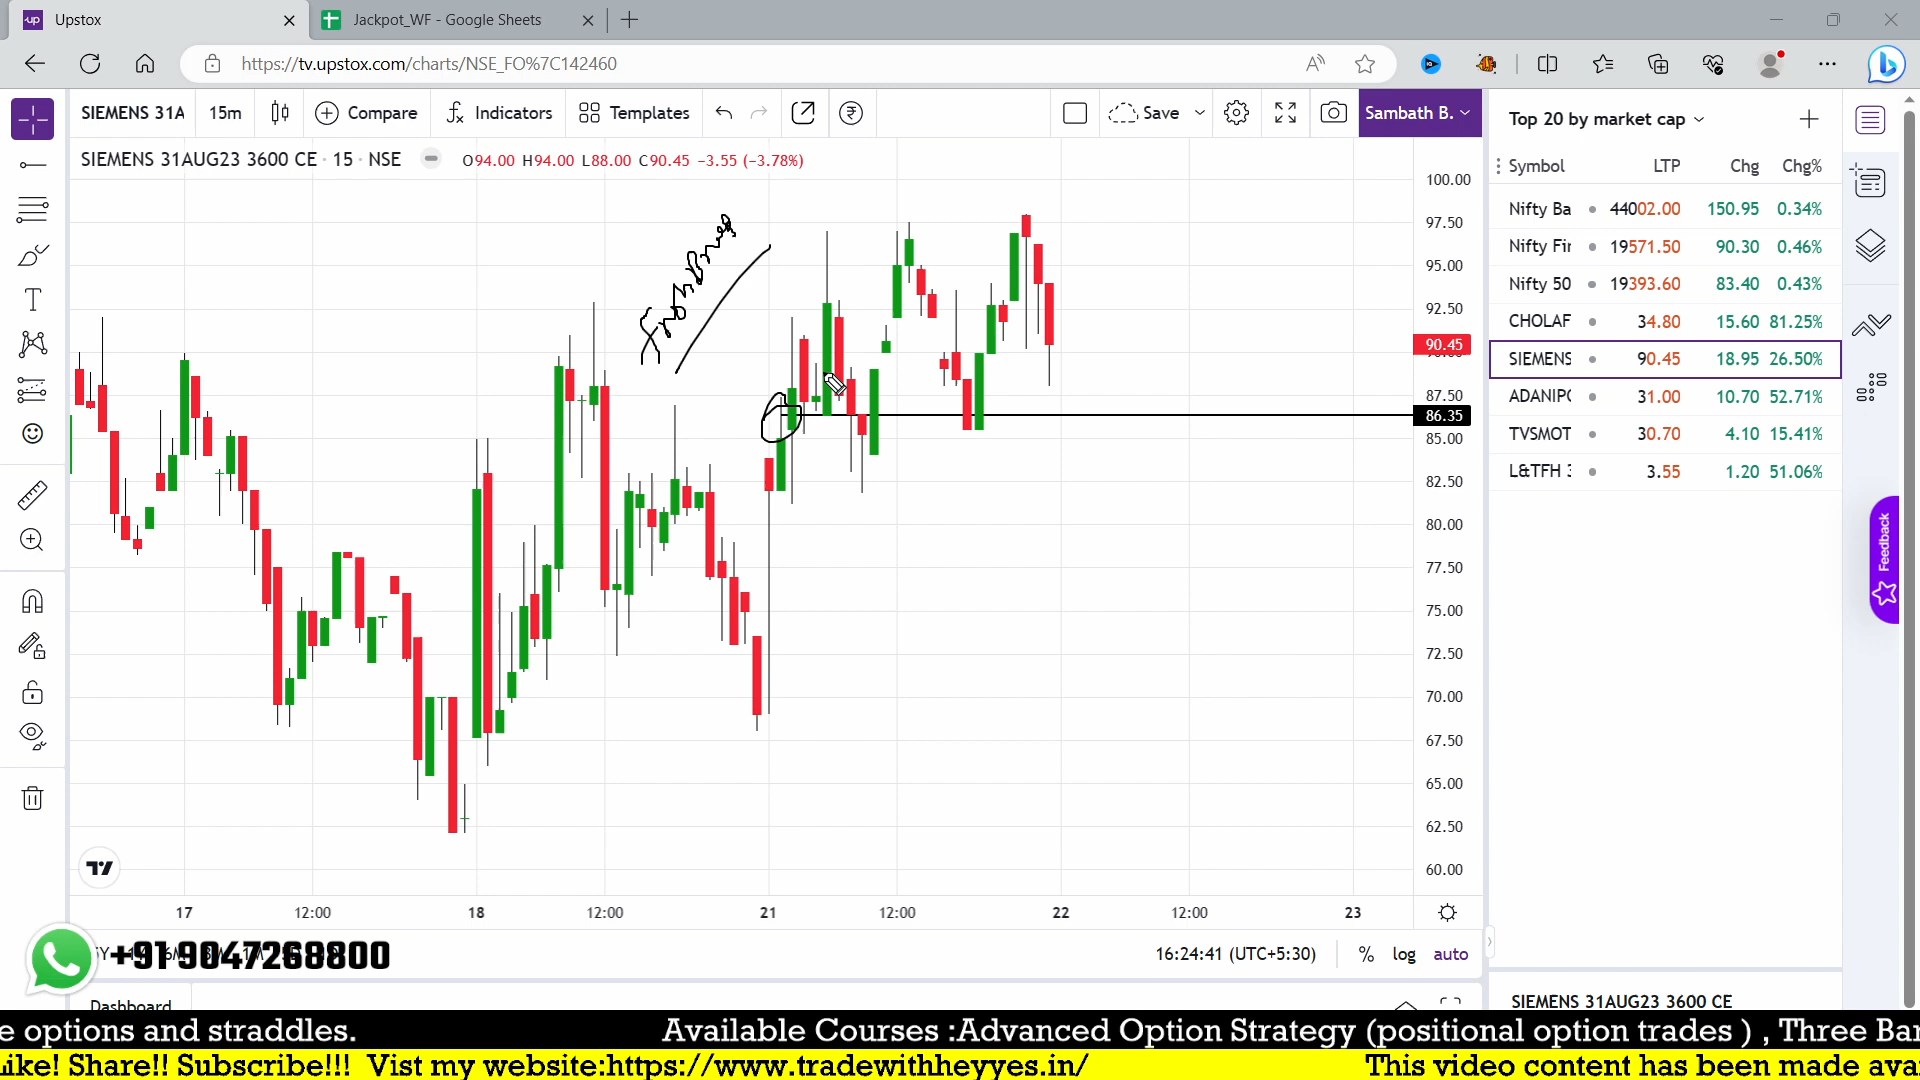 Upstox
Jackpot_WF - Google Sheets
https://tv.upstox.com/charts/NSE_FO%7C142460
SIEMENS 31A 15m Compare Indicators Templates Save Sambath B.
SIEMENS 31AUG23 3600 CE · 15 · NSE O94.00 H94.00 L88.00 C90.45 −3.55 (−3.78%)
Top 20 by market cap
Symbol LTP Chg Chg%
Nifty Ba 44002.00 150.95 0.34%
Nifty Fir 19571.50 90.30 0.46%
Nifty 50 19393.60 83.40 0.43%
CHOLAF 34.80 15.60 81.25%
SIEMENS 90.45 18.95 26.50%
ADANIPO 31.00 10.70 52.71%
TVSMOT 30.70 4.10 15.41%
L&TFH 3.55 1.20 51.06%
Feedback
100.00
97.50
95.00
92.50
90.45
87.50
86.35
85.00
82.50
80.00
77.50
75.00
72.50
70.00
67.50
65.00
62.50
60.00
17 12:00 18 12:00 21 12:00 22 12:00 23
+91 9047268800
16:24:41 (UTC+5:30) % log auto
Dashboard
SIEMENS 31AUG23 3600 CE
e options and straddles. Available Courses :Advanced Option Strategy (positional option trades ) , Three Bar
Like! Share!! Subscribe!!! Vist my website:https://www.tradewithheyyes.in/ This video content has been made ava